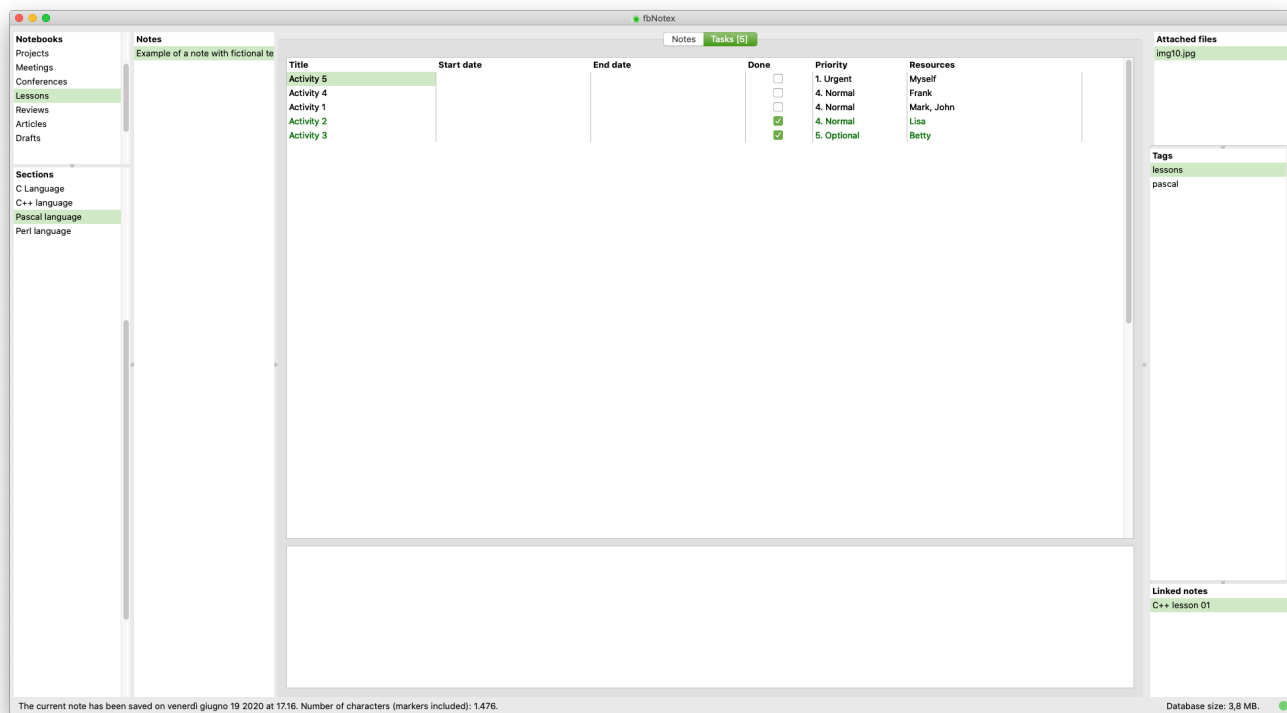 fbNotex
Notebooks
Projects
Meetings
Conferences
Lessons
Reviews
Articles
Drafts
Sections
C Language
C++ language
Pascal language
Perl language
Notes
Example of a note with fictional te
Notes Tasks [5]
Title Start date End date Done Priority Resources
Activity 5 1. Urgent Myself
Activity 4 4. Normal Frank
Activity 1 4. Normal Mark, John
Activity 2 4. Normal Lisa
Activity 3 5. Optional Betty
Attached files
img10.jpg
Tags
lessons
pascal
Linked notes
C++ lesson 01
The current note has been saved on venerdì giugno 19 2020 at 17.16. Number of characters (markers included): 1.476.
Database size: 3,8 MB.